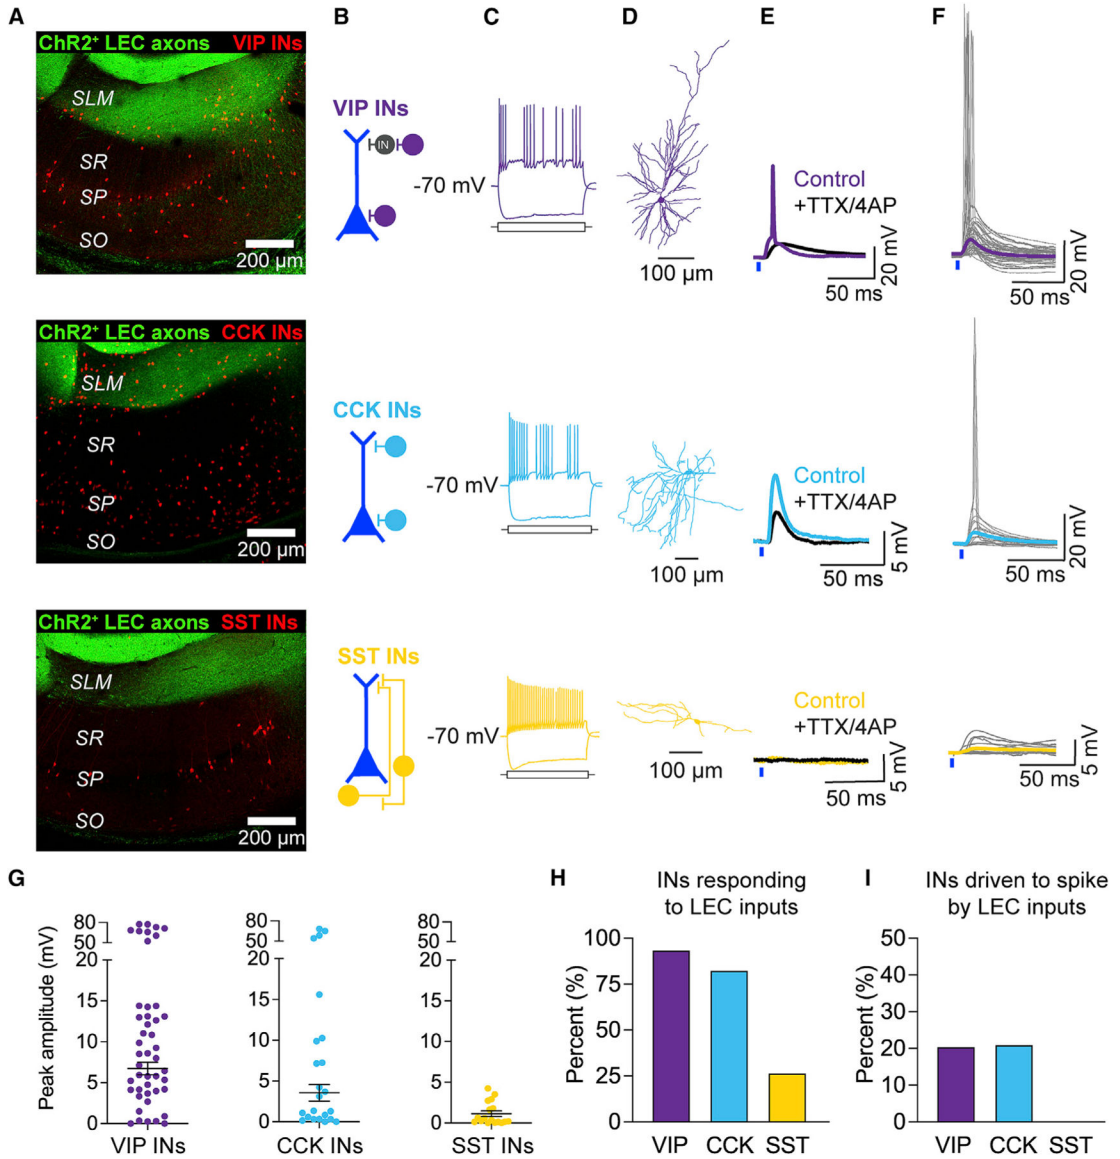 A
B
C
D
E
F
ChR2⁺ LEC axons VIP INs
SLM
SR
SP
SO
200 µm
VIP INs
IN
-70 mV
100 µm
Control
+TTX/4AP
20 mV
50 ms
20 mV
50 ms
ChR2⁺ LEC axons CCK INs
SLM
SR
SP
SO
200 µm
CCK INs
-70 mV
100 µm
Control
+TTX/4AP
5 mV
50 ms
20 mV
50 ms
ChR2⁺ LEC axons SST INs
SLM
SR
SP
SO
200 µm
SST INs
-70 mV
100 µm
Control
+TTX/4AP
5 mV
50 ms
5 mV
50 ms
G
Peak amplitude (mV)
80
50
20
15
10
5
0
VIP INs
80
50
20
15
10
5
0
CCK INs
80
50
20
15
10
5
0
SST INs
H
INs responding
to LEC inputs
Percent (%)
100
75
50
25
0
VIP CCK SST
I
INs driven to spike
by LEC inputs
Percent (%)
50
40
30
20
10
0
VIP CCK SST